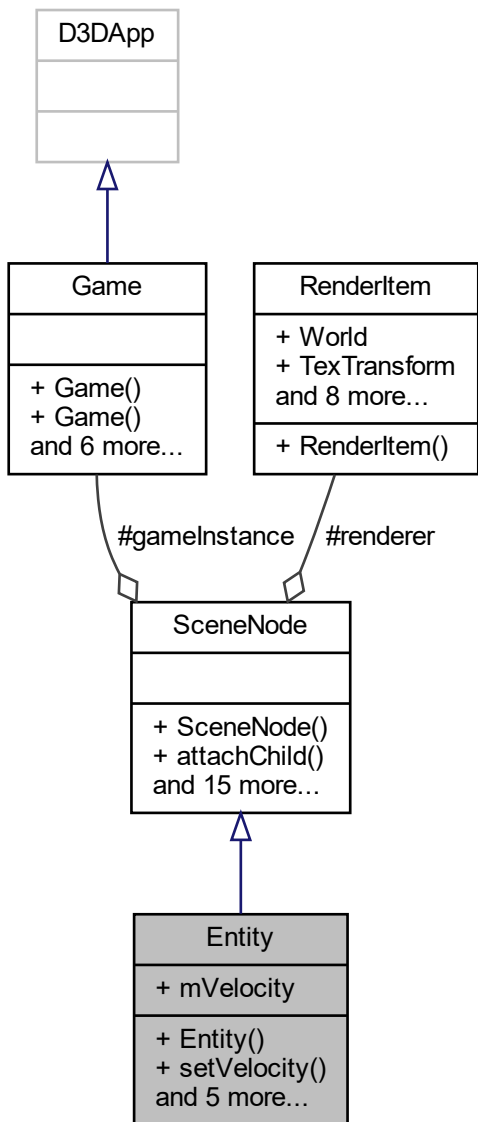 D3DApp
Game
+ Game()
+ Game()
and 6 more...
RenderItem
+ World
+ TexTransform
and 8 more...
+ RenderItem()
#gameInstance
#renderer
SceneNode
+ SceneNode()
+ attachChild()
and 15 more...
Entity
+ mVelocity
+ Entity()
+ setVelocity()
and 5 more...